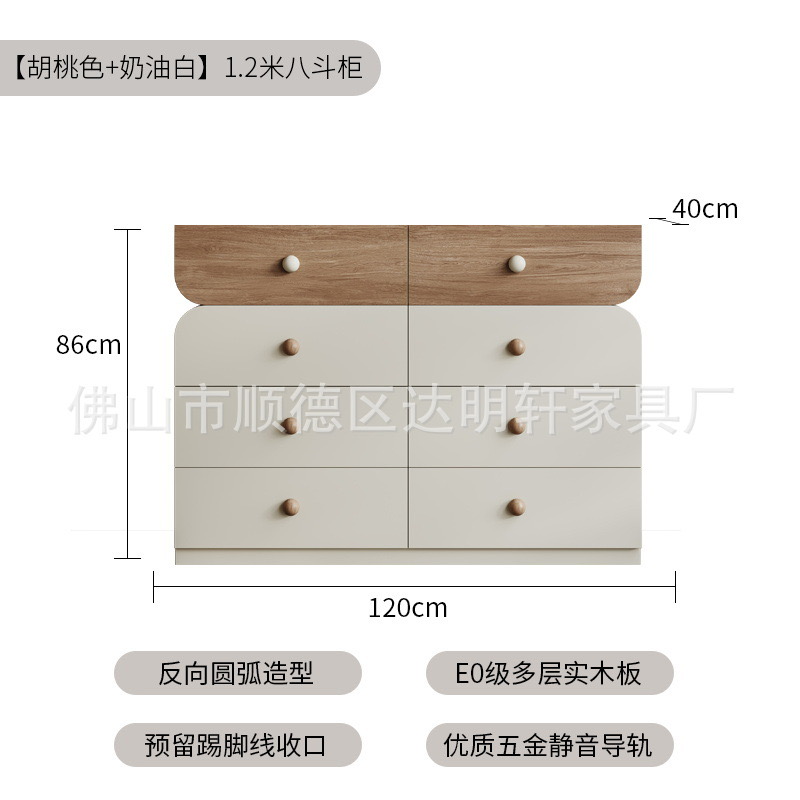 【胡桃色+奶油白】1.2米八斗柜
40cm
86cm
佛山市顺德区达明轩家具厂
120cm
反向圆弧造型
E0级多层实木板
预留踢脚线收口
优质五金静音导轨